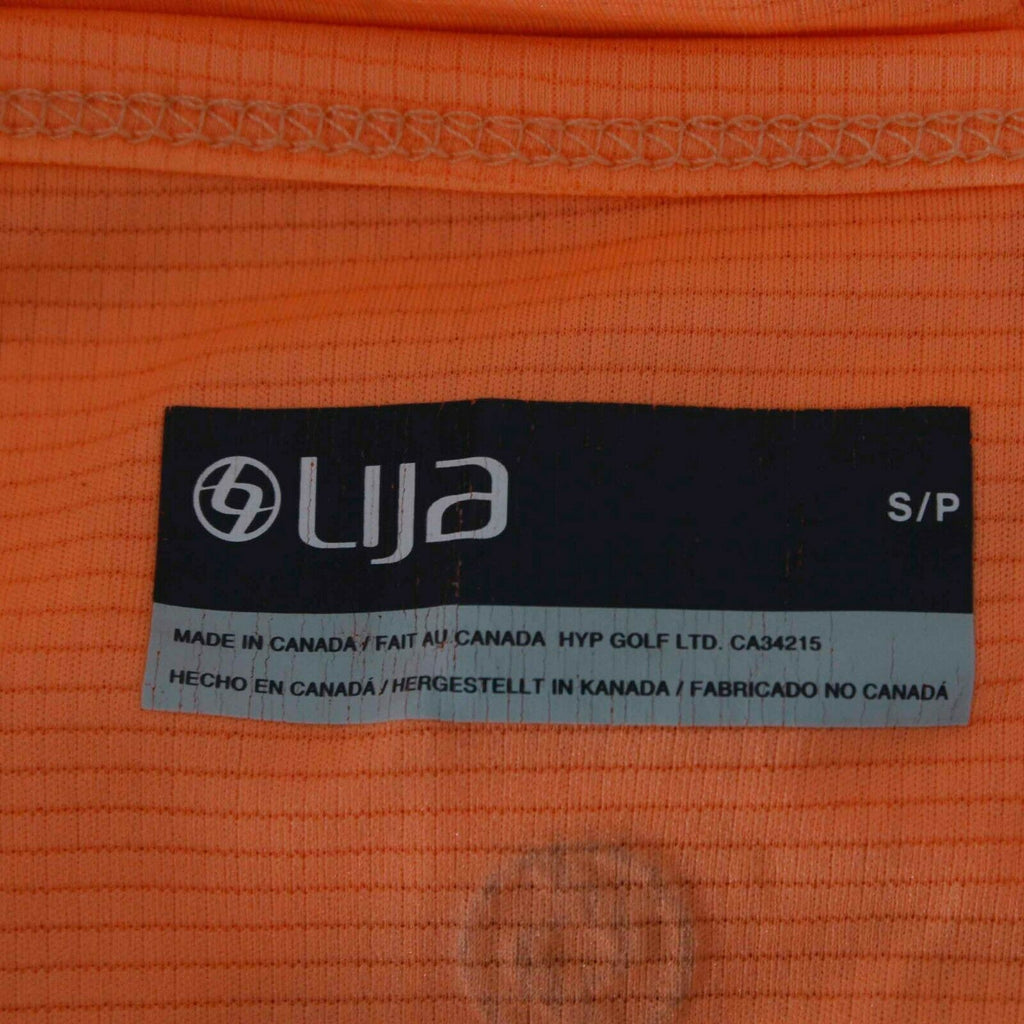 LIJA
S/P
MADE IN CANADA / FAIT AU CANADA HYP GOLF LTD. CA34215
HECHO EN CANADÁ / HERGESTELLT IN KANADA / FABRICADO NO CANADÁ